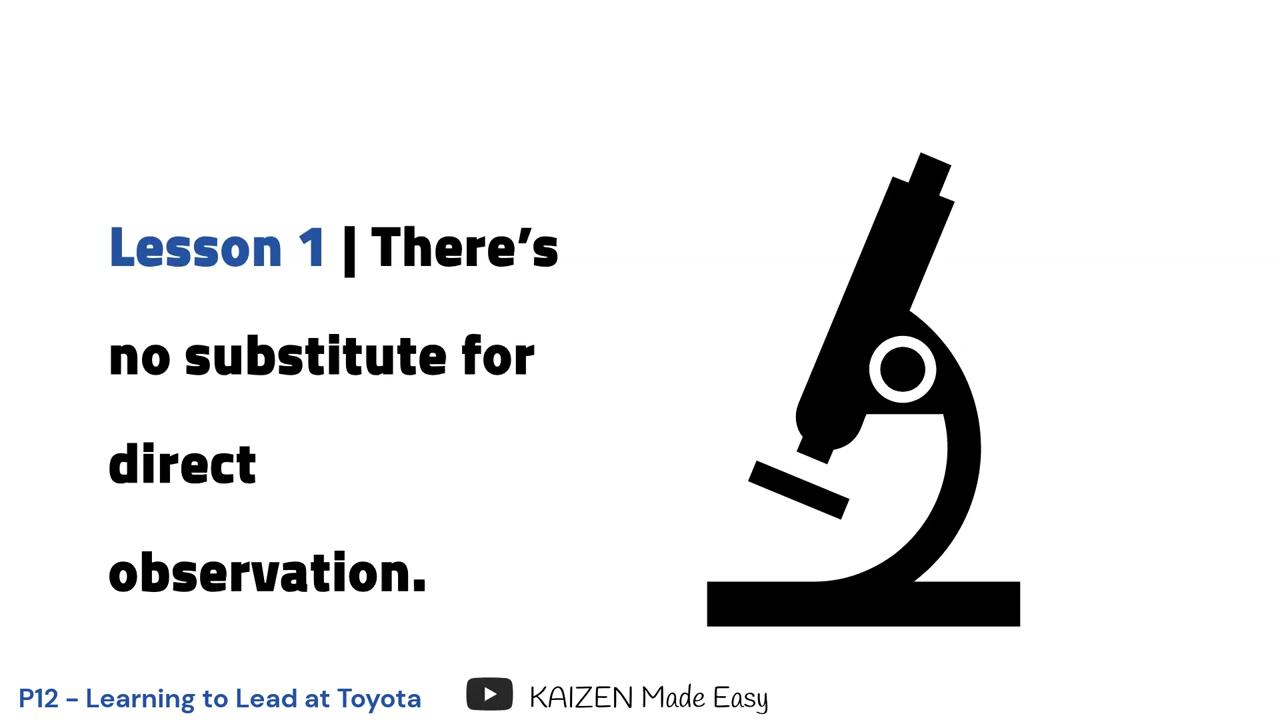 Lesson 1 | There’s
no substitute for
direct
observation.
P12 - Learning to Lead at Toyota
KAIZEN Made Easy